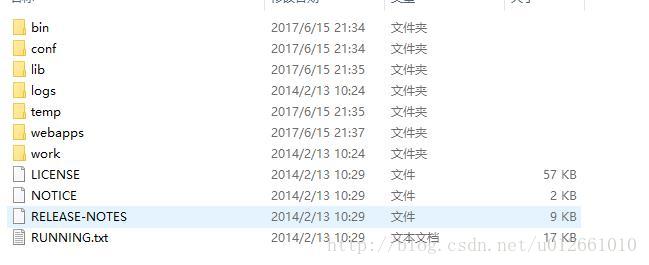 bin 2017/6/15 21:34 文件夹
conf 2017/6/15 21:34 文件夹
lib 2017/6/15 21:35 文件夹
logs 2014/2/13 10:24 文件夹
temp 2017/6/15 21:35 文件夹
webapps 2017/6/15 21:37 文件夹
work 2014/2/13 10:24 文件夹
LICENSE 2014/2/13 10:29 文件 57 KB
NOTICE 2014/2/13 10:29 文件 2 KB
RELEASE-NOTES 2014/2/13 10:29 文件 9 KB
RUNNING.txt 2014/2/13 10:29 文本文档 17 KB
http://blog.csdn.net/u012661010